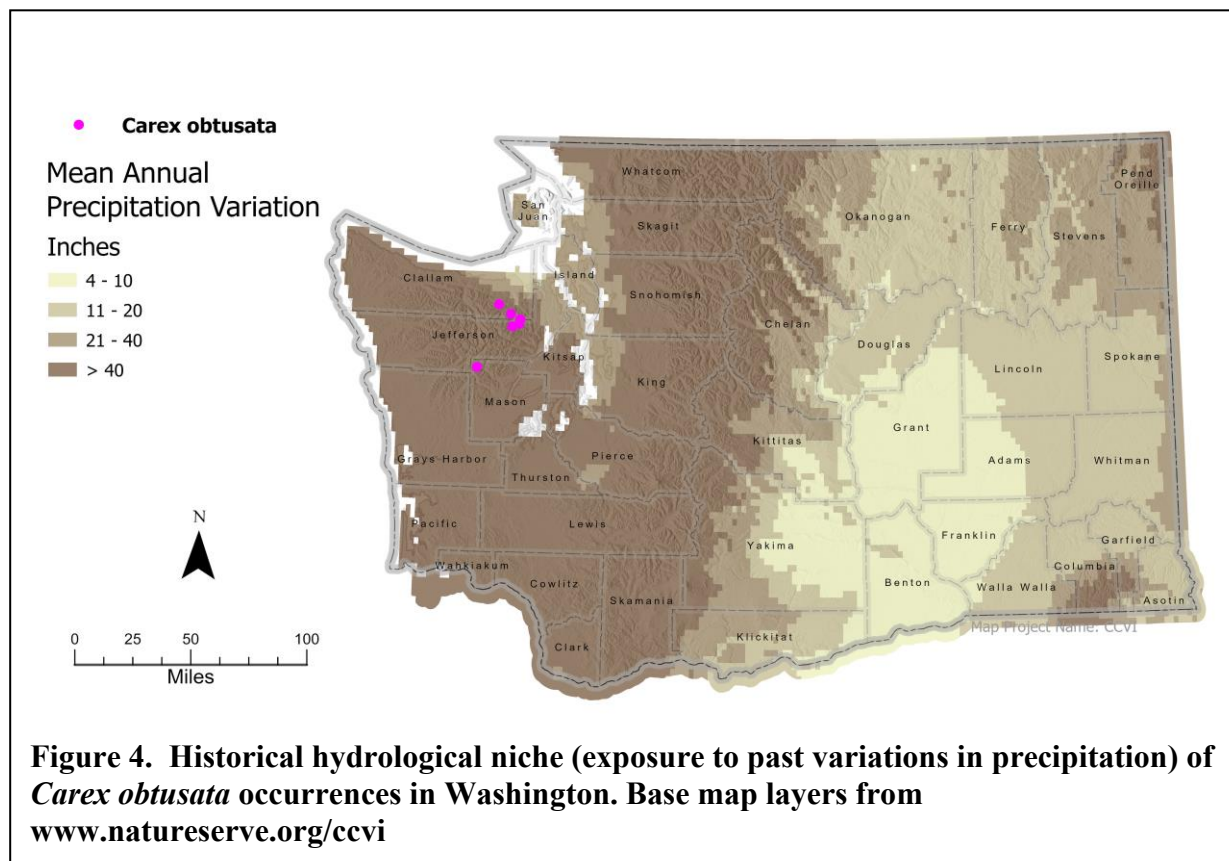 Carex obtusata
Mean Annual
Precipitation Variation
Inches
4 - 10
11 - 20
21 - 40
> 40
N
0 50 100
Miles
Whatcom
Pend
Oreille
San
Juan
Okanogan
Skagit
Ferry
Stevens
Clallam
Island
Snohomish
Chelan
Jefferson
Douglas
Kitsap
Spokane
Lincoln
King
Mason
Grant
Kittitas
Pierce
Grays Harbor
Adams
Whitman
Thurston
Pacific
Lewis
Franklin
Garfield
Yakima
Columbia
Wahkiakum
Benton
Cowlitz
Walla Walla
Skamania
Asotin
Map Project Name: CCVI
Klickitat
Clark
Figure 4. Historical hydrological niche (exposure to past variations in precipitation) of
Carex obtusata occurrences in Washington. Base map layers from
www.natureserve.org/ccvi